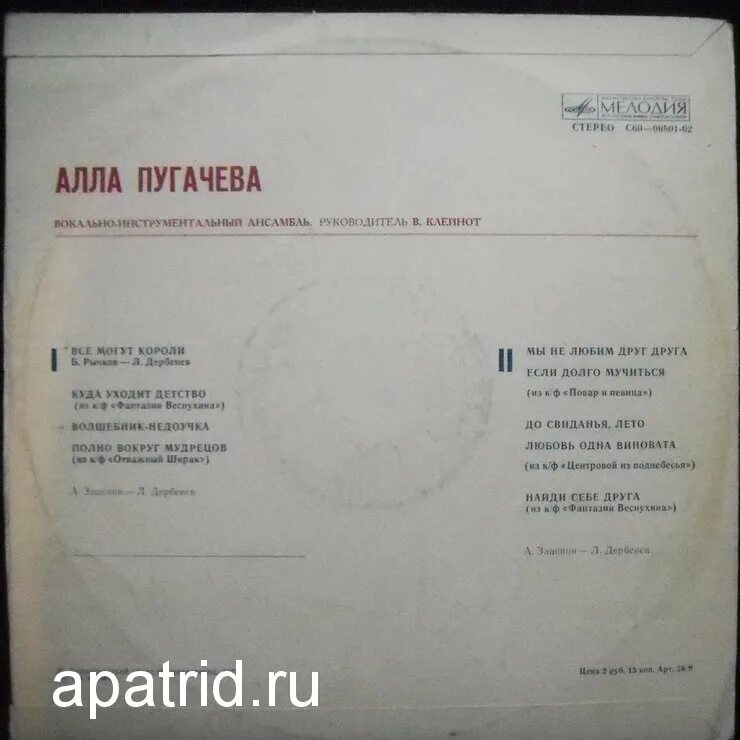 МЕЛОДИЯ
СТЕРЕО С60—09801-02
АЛЛА ПУГАЧЕВА
ВОКАЛЬНО-ИНСТРУМЕНТАЛЬНЫЙ АНСАМБЛЬ. РУКОВОДИТЕЛЬ В. КЛЕЙНОТ
I
ВСЕ МОГУТ КОРОЛИ
Б. Рычков — Л. Дербенев
КУДА УХОДИТ ДЕТСТВО
(из к/ф «Фантазии Веснухина»)
ВОЛШЕБНИК-НЕДОУЧКА
ПОЛНО ВОКРУГ МУДРЕЦОВ
(из к/ф «Отважный Ширак»)
А. Зацепин — Л. Дербенев
II
МЫ НЕ ЛЮБИМ ДРУГ ДРУГА
ЕСЛИ ДОЛГО МУЧИТЬСЯ
(из к/ф «Повар и певица»)
ДО СВИДАНЬЯ, ЛЕТО
ЛЮБОВЬ ОДНА ВИНОВАТА
(из к/ф «Центровой из поднебесья»)
НАЙДИ СЕБЕ ДРУГА
(из к/ф «Фантазии Веснухина»)
А. Зацепин — Л. Дербенев
Цена 2 руб. 15 коп. Арт.
apatrid.ru